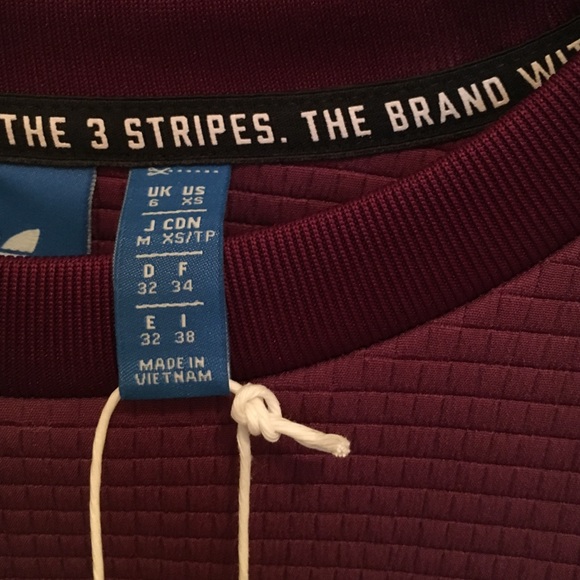 THE 3 STRIPES. THE BRAND WIT
UK US
6 XS
J CDN
M XS/TP
D F
32 34
E I
32 38
MADE IN
VIETNAM